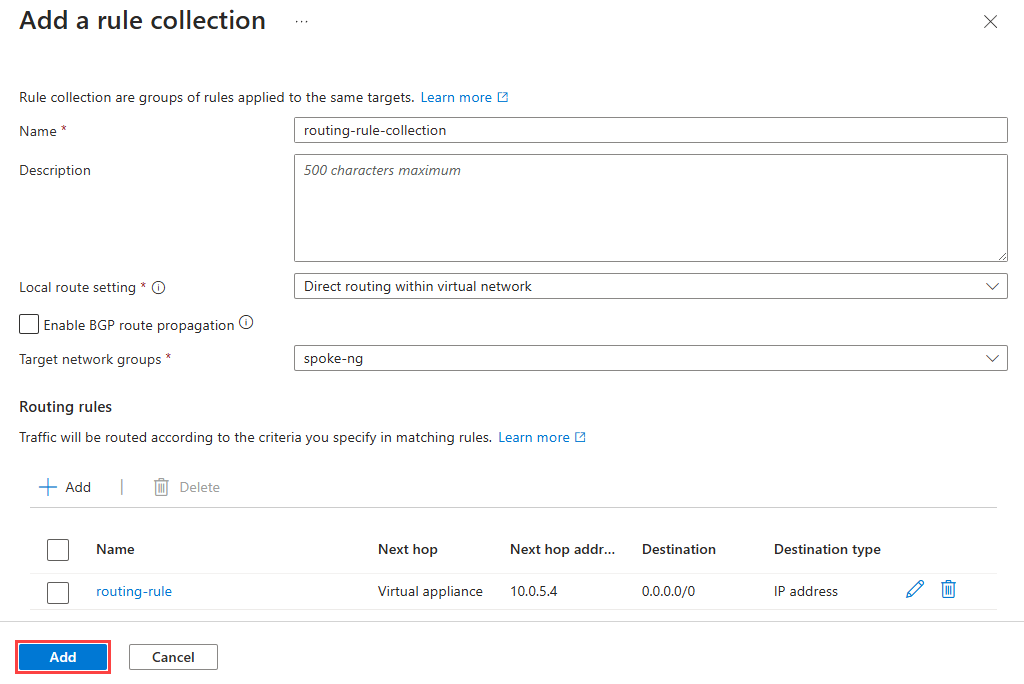 Add a rule collection ...
Rule collection are groups of rules applied to the same targets. Learn more
Name * routing-rule-collection
Description 500 characters maximum
Local route setting * Direct routing within virtual network
Enable BGP route propagation
Target network groups * spoke-ng
Routing rules
Traffic will be routed according to the criteria you specify in matching rules. Learn more
Add | Delete
Name Next hop Next hop addr... Destination Destination type
routing-rule Virtual appliance 10.0.5.4 0.0.0.0/0 IP address
Add Cancel